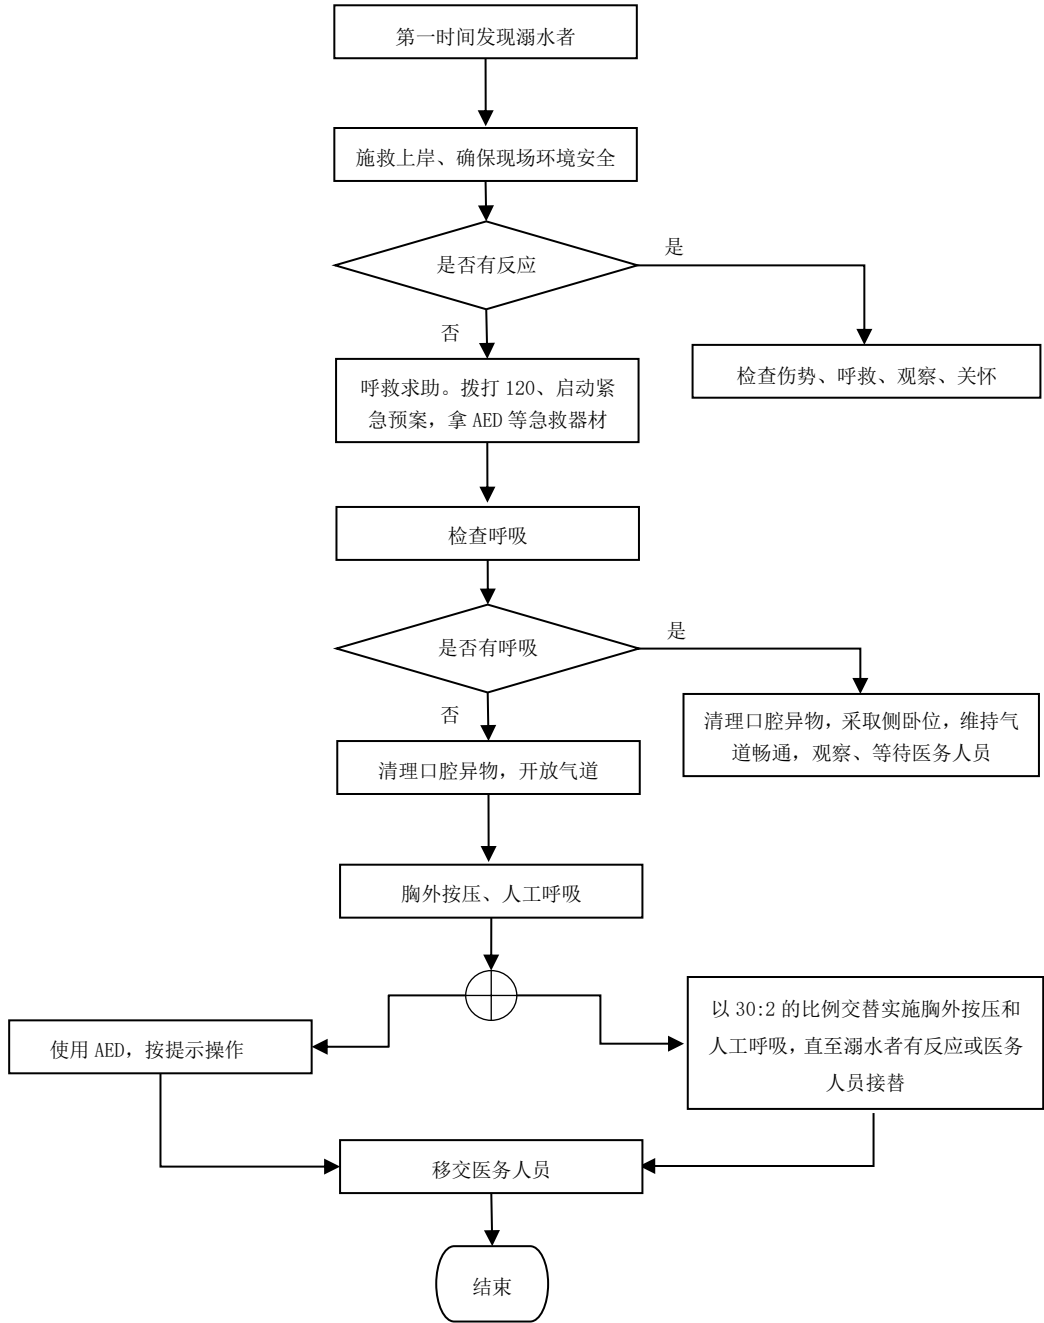 第一时间发现溺水者
施救上岸、确保现场环境安全
是否有反应
是
否
检查伤势、呼救、观察、关怀
呼救求助。拨打 120、启动紧
急预案，拿 AED 等急救器材
检查呼吸
是否有呼吸
是
否
清理口腔异物，采取侧卧位，维持气
道畅通，观察、等待医务人员
清理口腔异物，开放气道
胸外按压、人工呼吸
使用 AED，按提示操作
以 30:2 的比例交替实施胸外按压和
人工呼吸，直至溺水者有反应或医务
人员接替
移交医务人员
结束